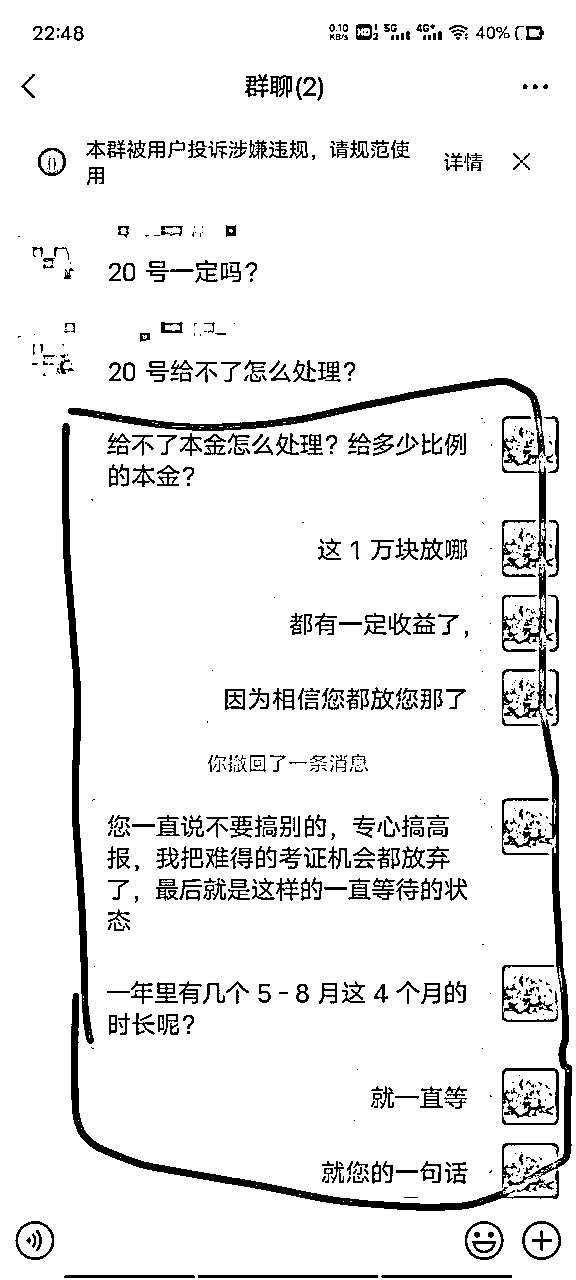 22:48
0.10 KB/s HD 1 2 5G 4G+ 40%
群聊(2)
本群被用户投诉涉嫌违规，请规范使
用
详情
20 号一定吗？
20 号给不了怎么处理？
给不了本金怎么处理？给多少比例
的本金？
这 1 万块放哪
都有一定收益了，
因为相信您都放您那了
你撤回了一条消息
您一直说不要搞别的，专心搞高
报，我把难得的考证机会都放弃
了，最后就是这样的一直等待的状
态
一年里有几个 5 - 8 月这 4 个月的
时长呢？
就一直等
就您的一句话